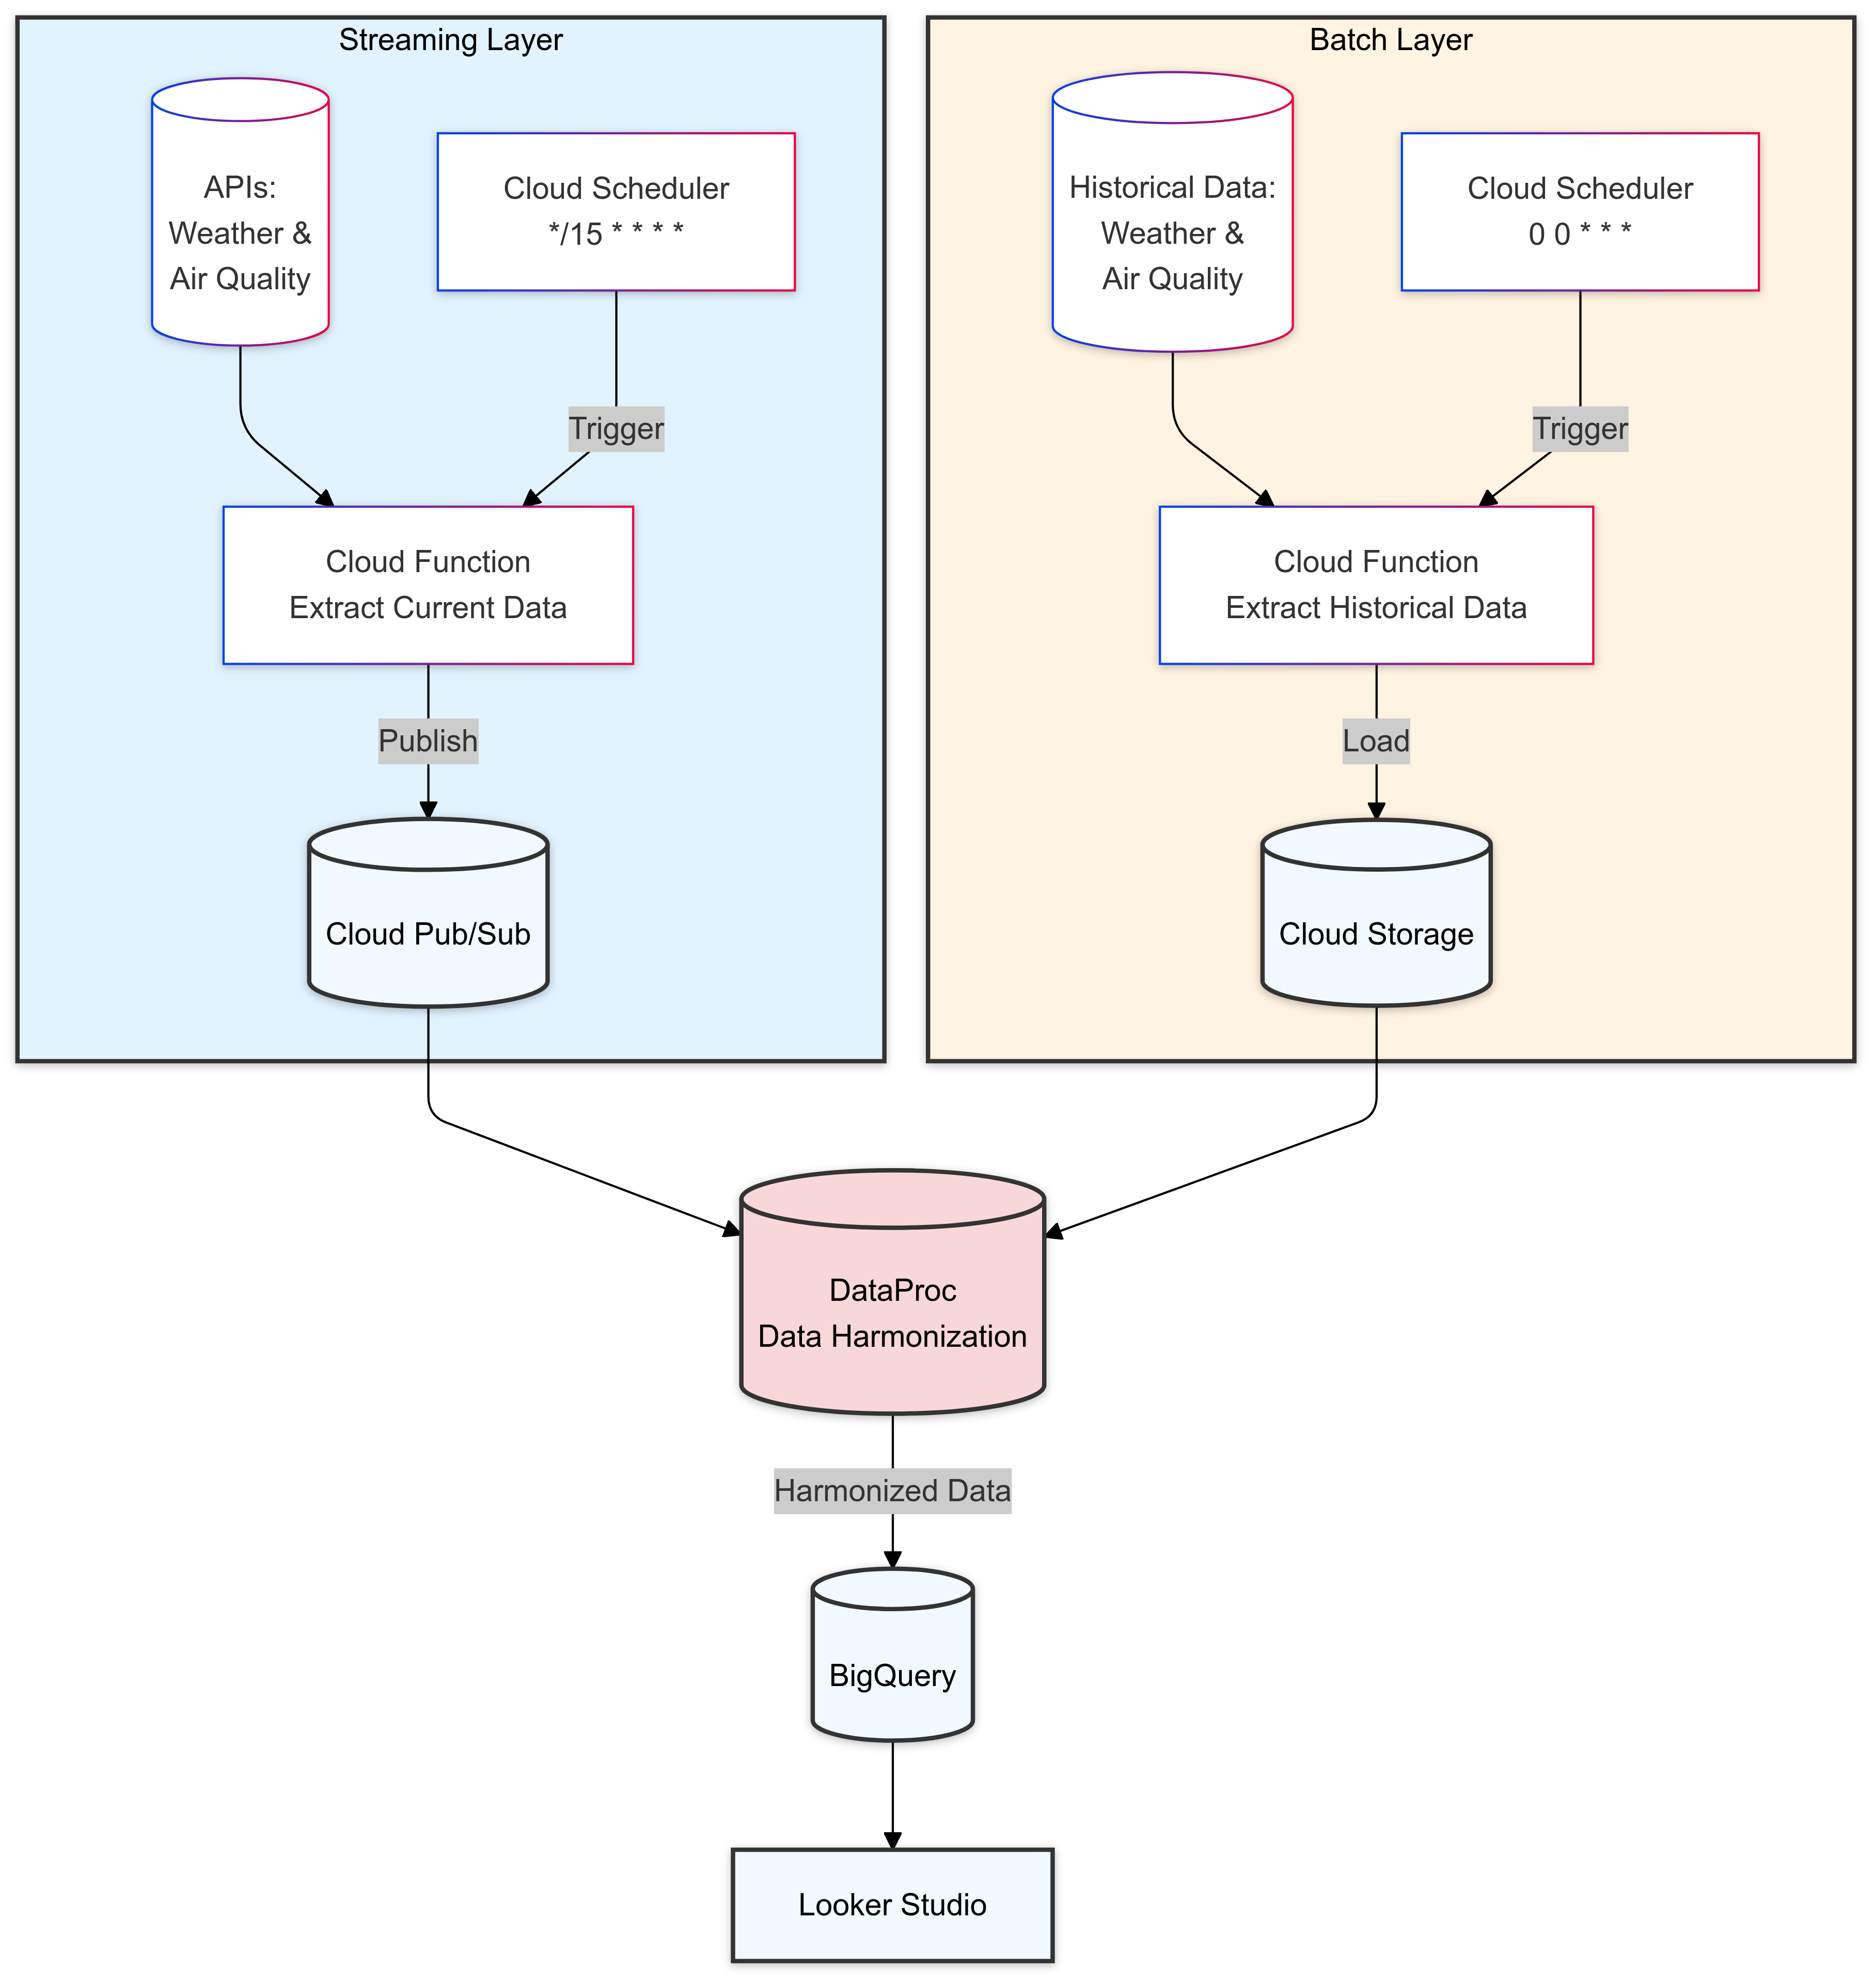 Streaming Layer
APIs:
Weather &
Air Quality
Cloud Scheduler
*/15 * * * *
Trigger
Cloud Function
Extract Current Data
Publish
Cloud Pub/Sub
Batch Layer
Historical Data:
Weather &
Air Quality
Cloud Scheduler
0 0 * * *
Trigger
Cloud Function
Extract Historical Data
Load
Cloud Storage
DataProc
Data Harmonization
Harmonized Data
BigQuery
Looker Studio